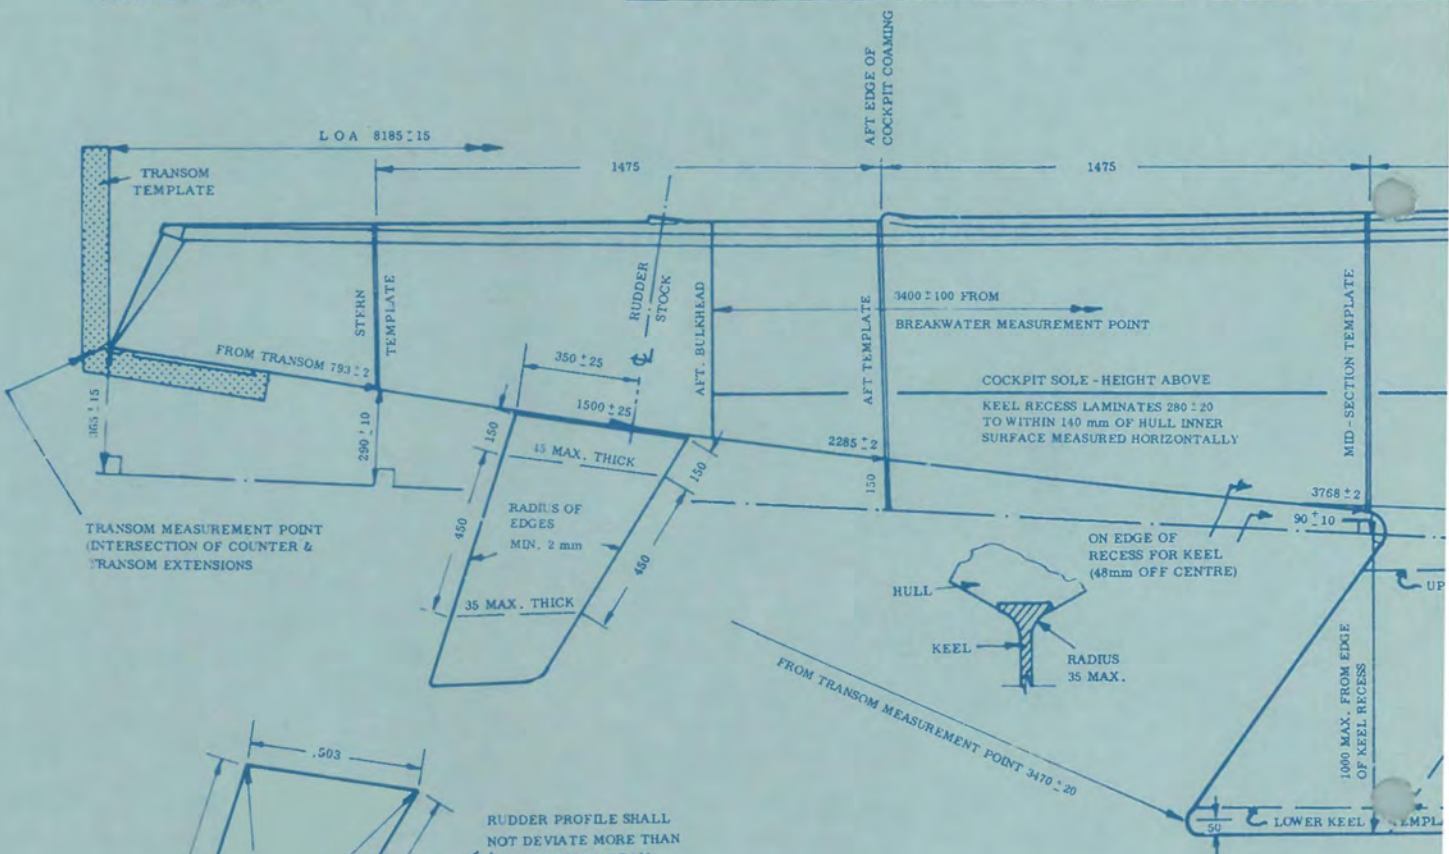 AFT EDGE OF
COCKPIT COAMING
L O A 8185 ± 15
1475
1475
TRANSOM
TEMPLATE
STERN
TEMPLATE
RUDDER
STOCK
AFT. BULKHEAD
AFT TEMPLATE
3400 ± 100 FROM
BREAKWATER MEASUREMENT POINT
MID-SECTION TEMPLATE
FROM TRANSOM 793 ± 2
350 ± 25
COCKPIT SOLE - HEIGHT ABOVE
KEEL RECESS LAMINATES 280 ± 20
TO WITHIN 140 mm OF HULL INNER
SURFACE MEASURED HORIZONTALLY
365 ± 15
290 ± 10
1500 ± 25
150
45 MAX. THICK
150
2285 ± 2
150
3768 ± 2
90 ± 10
TRANSOM MEASUREMENT POINT
(INTERSECTION OF COUNTER &
TRANSOM EXTENSIONS
450
RADIUS OF
EDGES
MIN. 2 mm
450
35 MAX. THICK
ON EDGE OF
RECESS FOR KEEL
(48mm OFF CENTRE)
HULL
UP
KEEL
RADIUS
35 MAX.
FROM TRANSOM MEASUREMENT POINT 3470 ± 20
1000 MAX. FROM EDGE
OF KEEL RECESS
.503
50
LOWER KEEL TEMPLA
RUDDER PROFILE SHALL
NOT DEVIATE MORE THAN